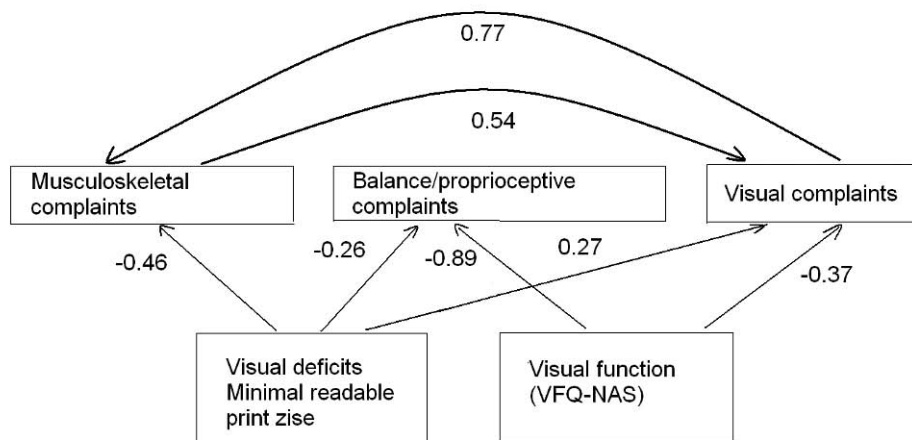 0.77
0.54
Musculoskeletal
complaints
Balance/proprioceptive
complaints
Visual complaints
-0.46
-0.26
-0.89
0.27
-0.37
Visual deficits
Minimal readable
print zise
Visual function
(VFQ-NAS)